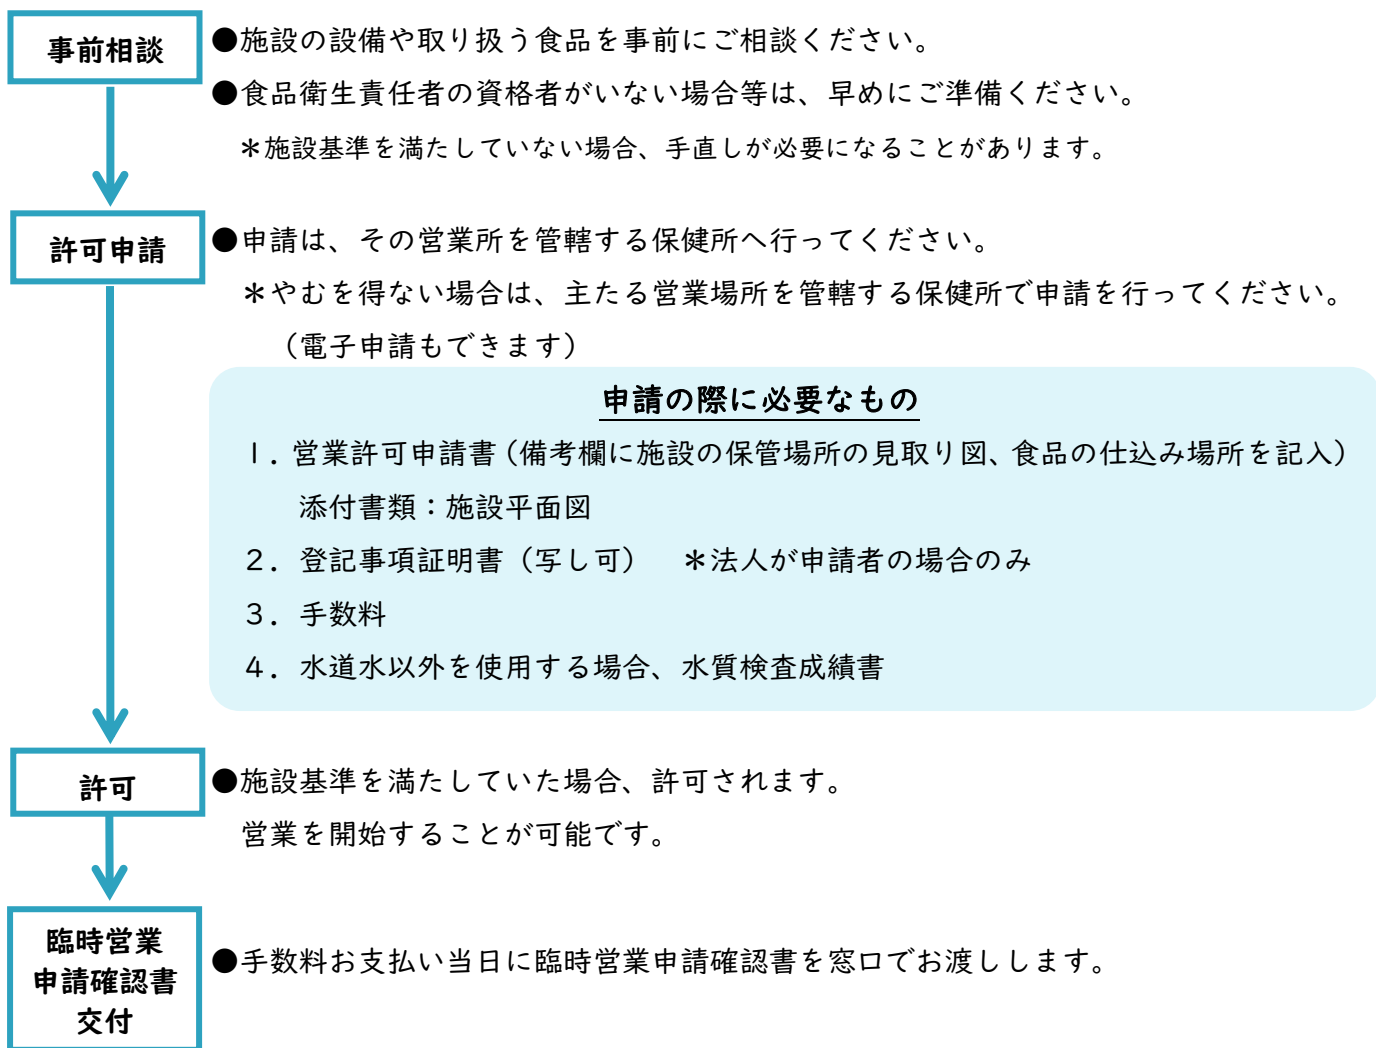 事前相談
●施設の設備や取り扱う食品を事前にご相談ください。
●食品衛生責任者の資格者がいない場合等は、早めにご準備ください。
＊施設基準を満たしていない場合、手直しが必要になることがあります。
許可申請
●申請は、その営業所を管轄する保健所へ行ってください。
＊やむを得ない場合は、主たる営業場所を管轄する保健所で申請を行ってください。
（電子申請もできます）
申請の際に必要なもの
１．営業許可申請書（備考欄に施設の保管場所の見取り図、食品の仕込み場所を記入）
添付書類：施設平面図
２．登記事項証明書（写し可）　＊法人が申請者の場合のみ
３．手数料
４．水道水以外を使用する場合、水質検査成績書
許可
●施設基準を満たしていた場合、許可されます。
営業を開始することが可能です。
臨時営業
申請確認書
交付
●手数料お支払い当日に臨時営業申請確認書を窓口でお渡しします。